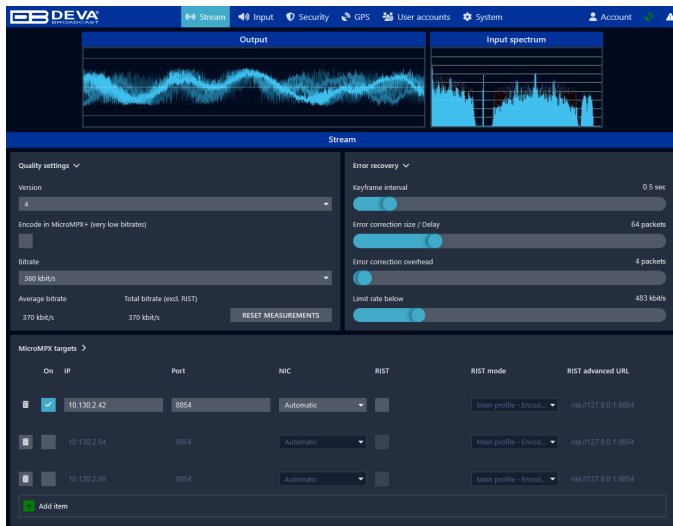 DEVA
BROADCAST
Stream Input Security GPS User accounts System Account
Output Input spectrum
Stream
Quality settings
Version
4
Encode in MicroMPX+ (very low bitrates)
Bitrate
360 kbit/s
Average bitrate Total bitrate (excl. RIST)
370 kbit/s 370 kbit/s RESET MEASUREMENTS
Error recovery
Keyframe interval 0.5 sec
Error correction size / Delay 64 packets
Error correction overhead 4 packets
Limit rate below 483 kbit/s
MicroMPX targets
On IP Port NIC RIST RIST mode RIST advanced URL
10.130.2.42 8854 Automatic Main profile - Encod... rist://127.0.0.1:8854
10.130.2.54 8854 Automatic Main profile - Encod... rist://127.0.0.1:8854
10.130.2.58 8854 Automatic Main profile - Encod... rist://127.0.0.1:8854
Add item